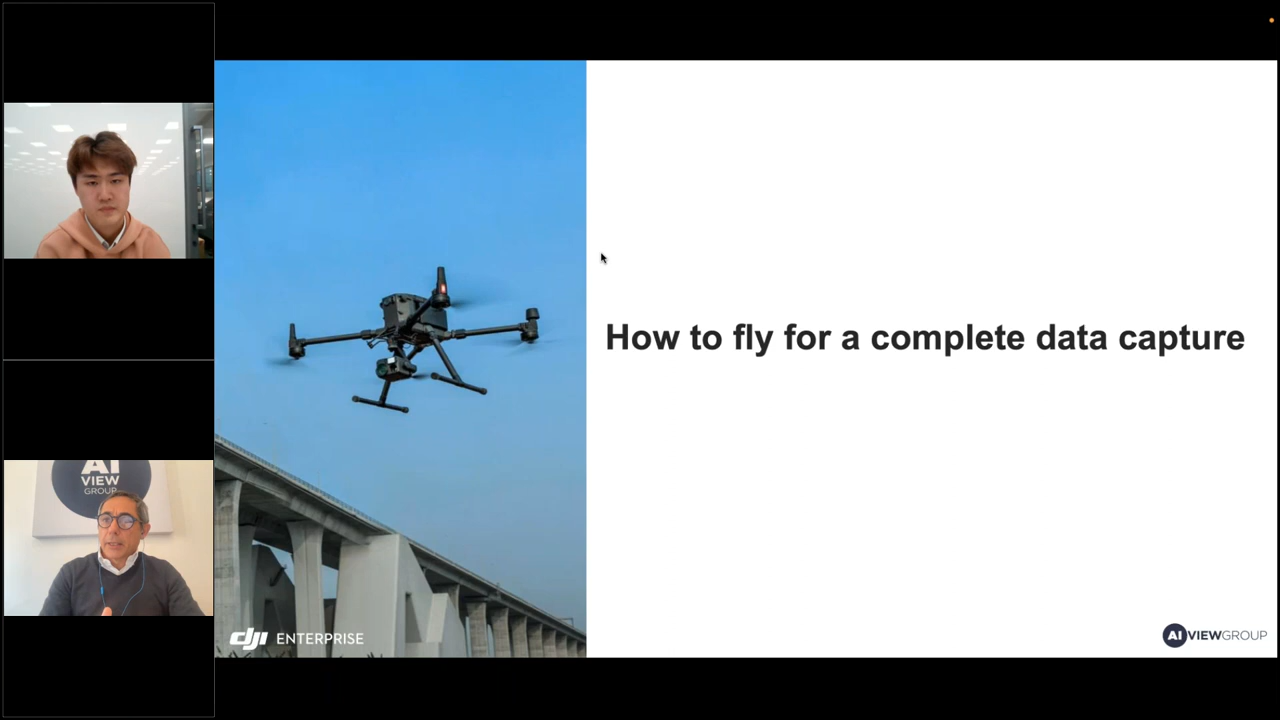 AI
VIEW
GROUP
How to fly for a complete data capture
dji ENTERPRISE
AI VIEWGROUP